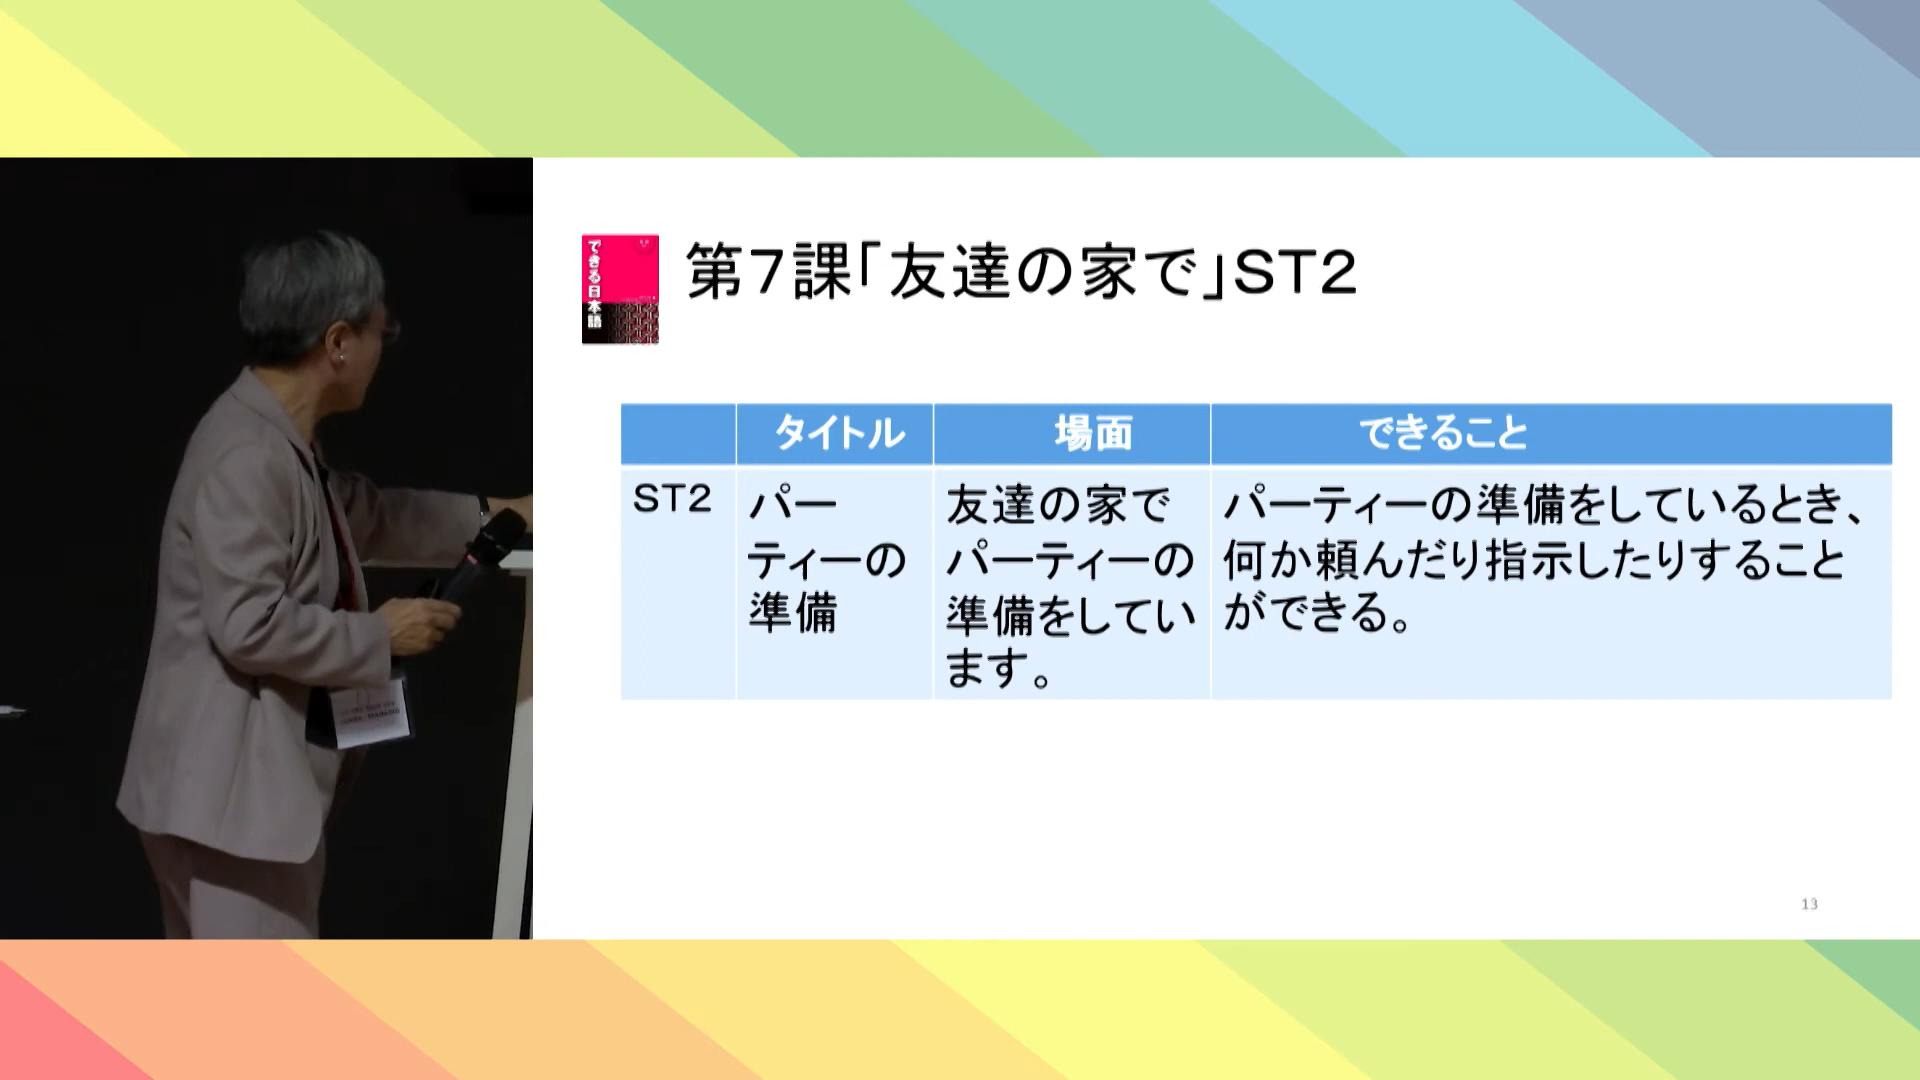 できる日本語
第７課「友達の家で」ＳＴ２
タイトル
場面
できること
ＳＴ２
パー
ティーの
準備
友達の家で
パーティーの
準備をしてい
ます。
パーティーの準備をしているとき、
何か頼んだり指示したりすること
ができる。
13